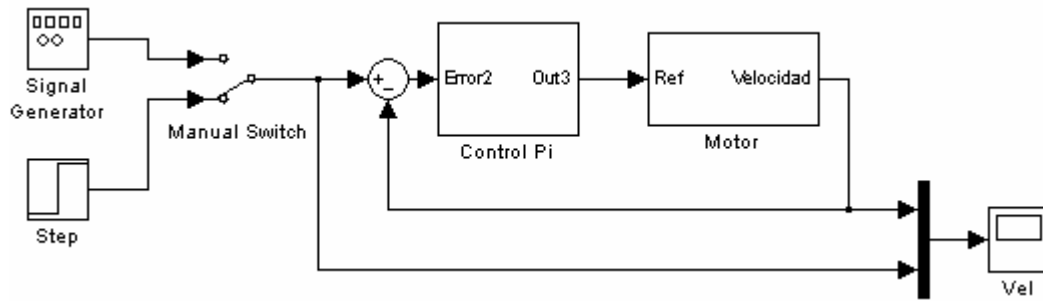 Signal
Generator
Manual Switch
Step
Error2
Out3
Control Pi
Ref
Velocidad
Motor
Vel